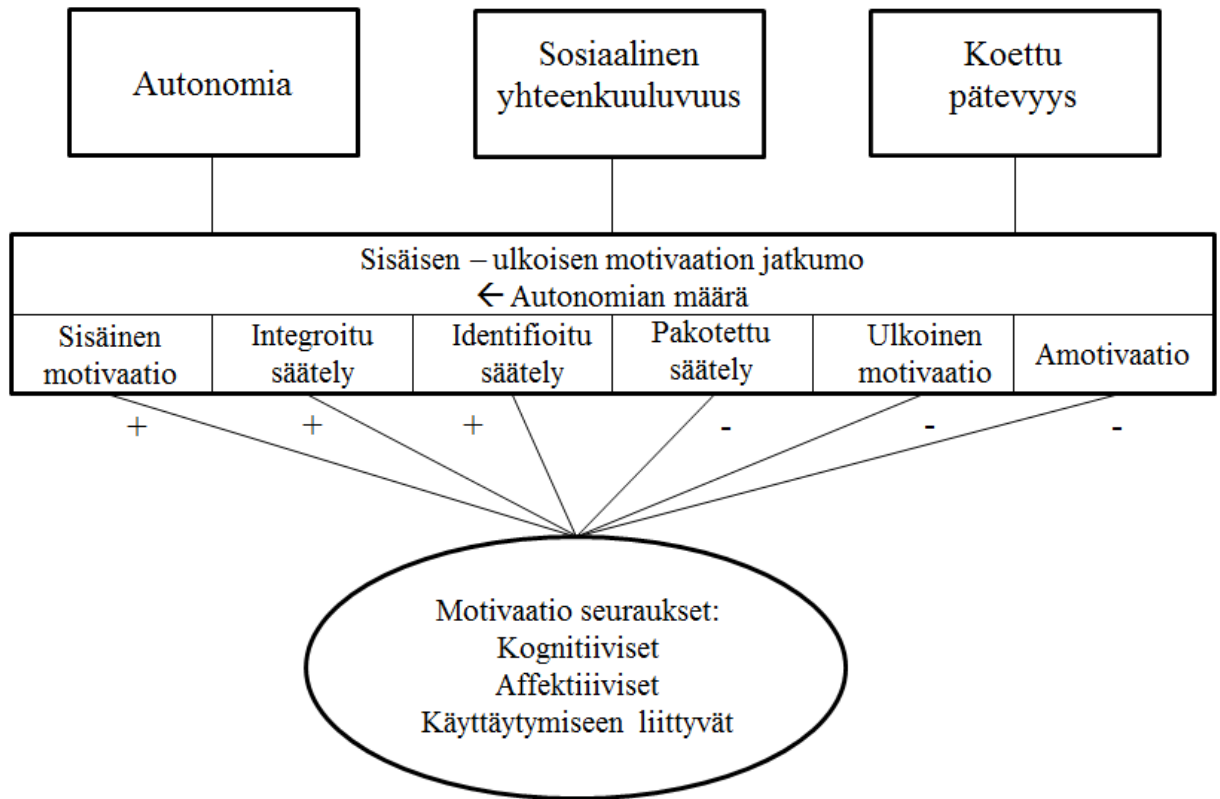 Autonomia
Sosiaalinen
yhteenkuuluvuus
Koettu
pätevyys
Sisäisen – ulkoisen motivaation jatkumo
← Autonomian määrä
Sisäinen
motivaatio
Integroitu
säätely
Identifioitu
säätely
Pakotettu
säätely
Ulkoinen
motivaatio
Amotivaatio
+ + + - - -
Motivaatio seuraukset:
Kognitiiviset
Affektiiiviset
Käyttäytymiseen liittyvät